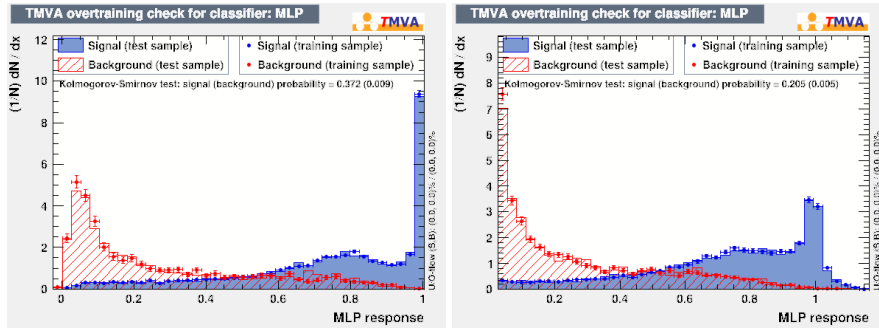 TMVA overtraining check for classifier: MLP
TMVA
Signal (test sample)
Background (test sample)
Signal (training sample)
Background (training sample)
Kolmogorov-Smirnov test: signal (background) probability = 0.372 (0.009)
(1/N) dN / dx
12
10
8
6
4
2
0
0 0.2 0.4 0.6 0.8 1
MLP response
U/O-flow (S,B): (0.0, 0.0)% / (0.0, 0.0)%
TMVA overtraining check for classifier: MLP
TMVA
Signal (test sample)
Background (test sample)
Signal (training sample)
Background (training sample)
Kolmogorov-Smirnov test: signal (background) probability = 0.205 (0.005)
(1/N) dN / dx
9
8
7
6
5
4
3
2
1
0
0.2 0.4 0.6 0.8 1
MLP response
U/O-flow (S,B): (0.0, 0.0)% / (0.0, 0.0)%